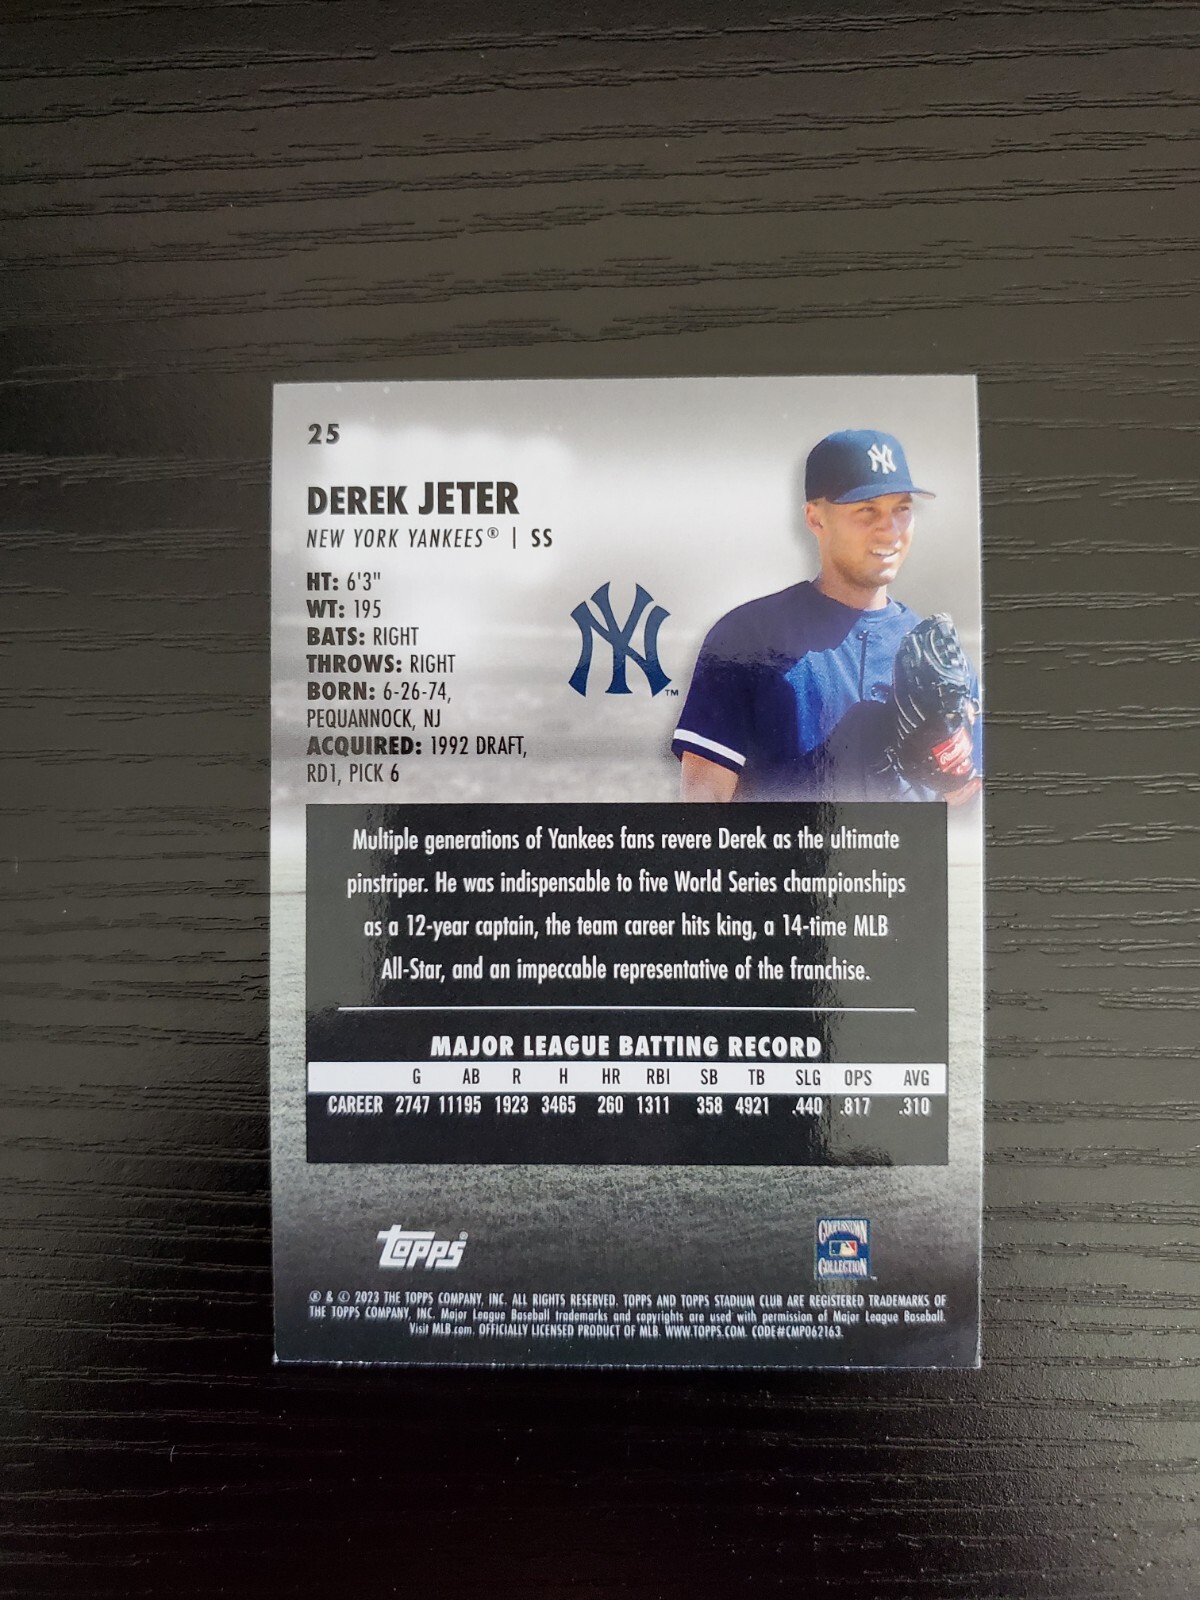 25
DEREK JETER
NEW YORK YANKEES® | SS
HT: 6'3"
WT: 195
BATS: RIGHT
THROWS: RIGHT
BORN: 6-26-74,
PEQUANNOCK, NJ
ACQUIRED: 1992 DRAFT,
RD1, PICK 6
NY
NY™
Multiple generations of Yankees fans revere Derek as the ultimate
pinstriper. He was indispensable to five World Series championships
as a 12-year captain, the team career hits king, a 14-time MLB
All-Star, and an impeccable representative of the franchise.
MAJOR LEAGUE BATTING RECORD
G AB R H HR RBI SB TB SLG OPS AVG
CAREER 2747 11195 1923 3465 260 1311 358 4921 .440 .817 .310
topps®
COOPERSTOWN
COLLECTION™
® & © 2023 THE TOPPS COMPANY, INC. ALL RIGHTS RESERVED. TOPPS AND TOPPS STADIUM CLUB ARE REGISTERED TRADEMARKS OF
THE TOPPS COMPANY, INC. Major League Baseball trademarks and copyrights are used with permission of Major League Baseball.
Visit MLB.com. OFFICIALLY LICENSED PRODUCT OF MLB. WWW.TOPPS.COM. CODE#CMP062163.